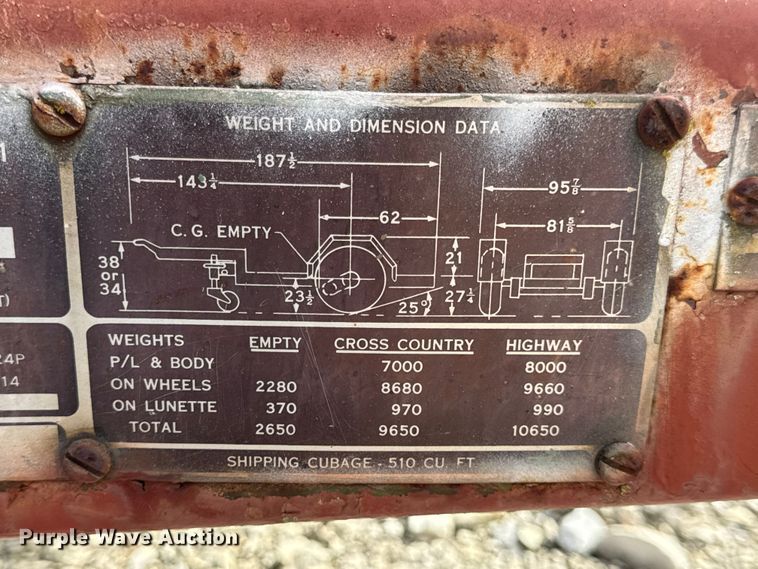 WEIGHT AND DIMENSION DATA
187½
143¼
95⅞
62
81⅝
C.G. EMPTY
38
or
34
21
23½
27¼
25°
WEIGHTS EMPTY CROSS COUNTRY HIGHWAY
P/L & BODY 7000 8000
ON WHEELS 2280 8680 9660
ON LUNETTE 370 970 990
TOTAL 2650 9650 10650
SHIPPING CUBAGE - 510 CU. FT.
T)
24P
14
Purple Wave Auction